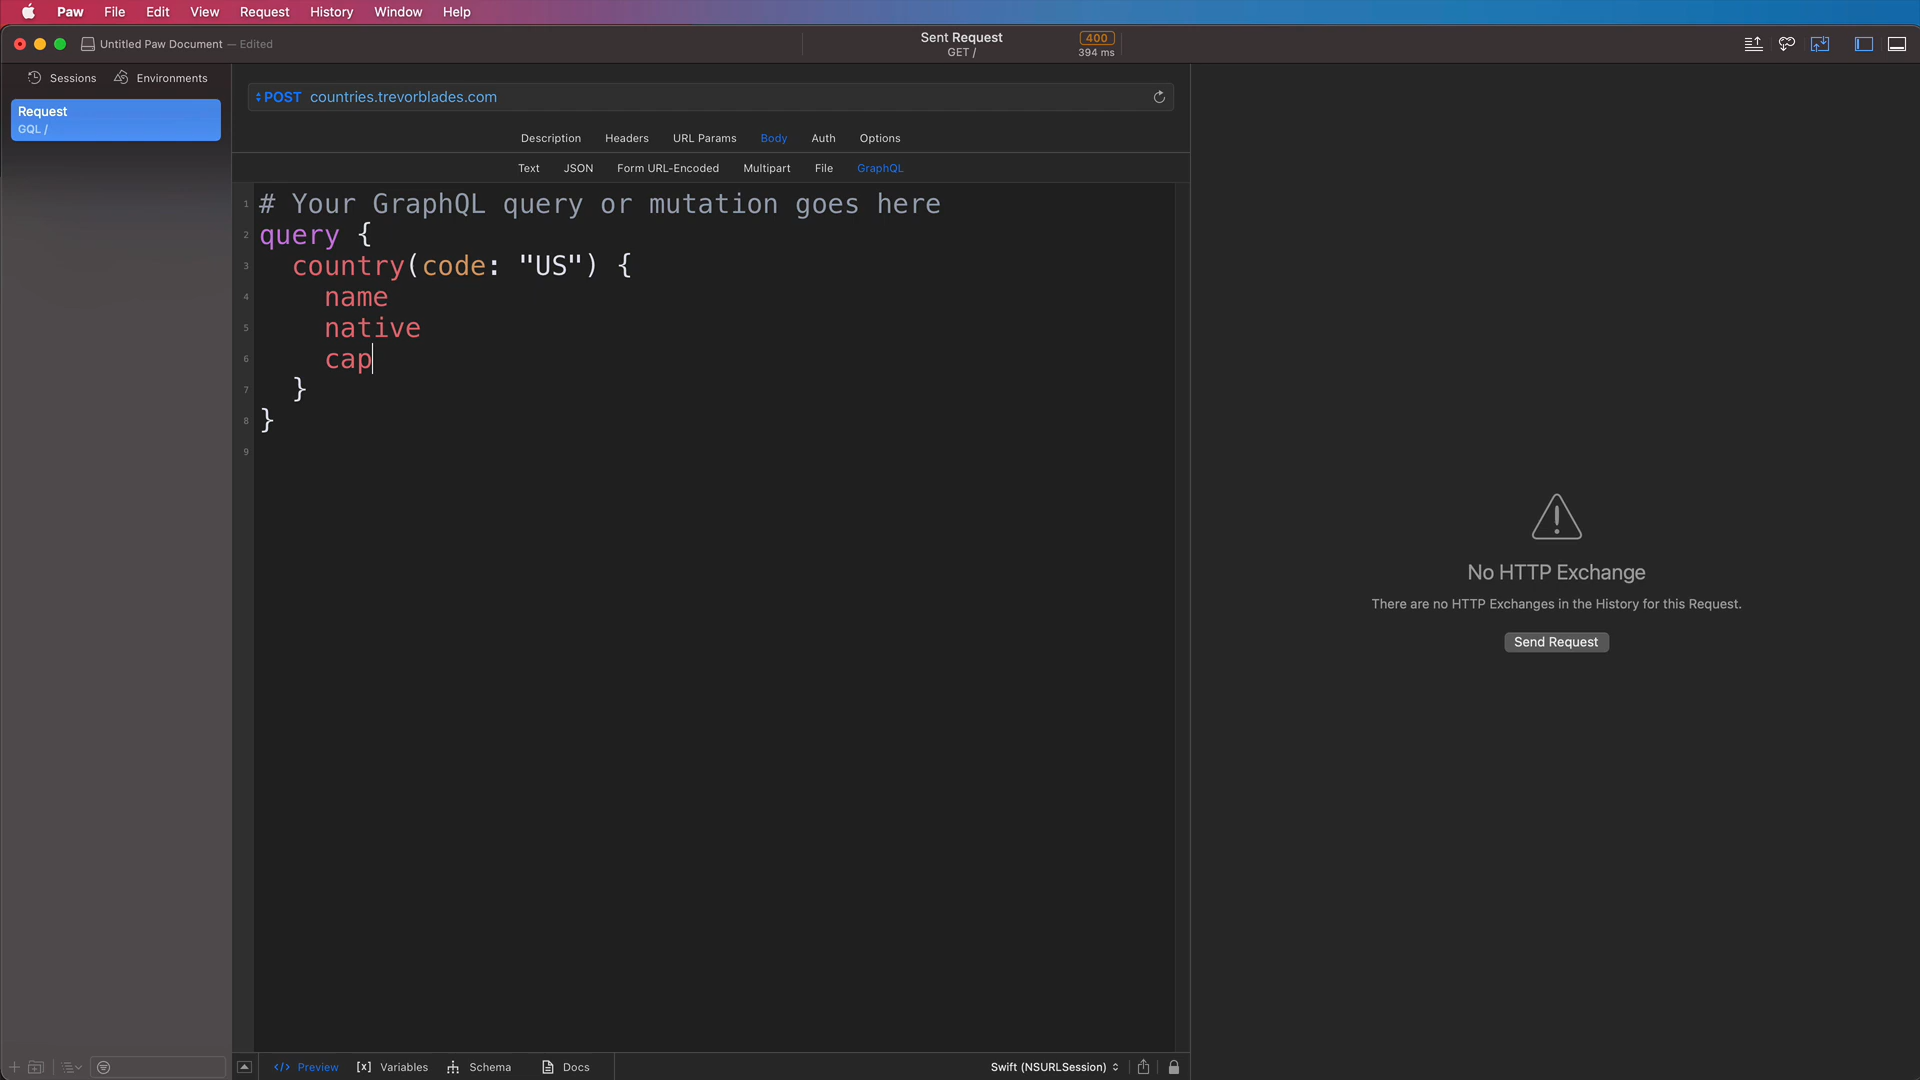 Paw File Edit View Request History Window Help
Untitled Paw Document — Edited
Sent Request
GET /
400
394 ms
Sessions Environments
Request
GQL /
POST countries.trevorblades.com
Description Headers URL Params Body Auth Options
Text JSON Form URL-Encoded Multipart File GraphQL
1 # Your GraphQL query or mutation goes here
2 query {
3 country(code: "US") {
4 name
5 native
6 cap
7 }
8 }
9
No HTTP Exchange
There are no HTTP Exchanges in the History for this Request.
Send Request
</> Preview [x] Variables Schema Docs
Swift (NSURLSession)